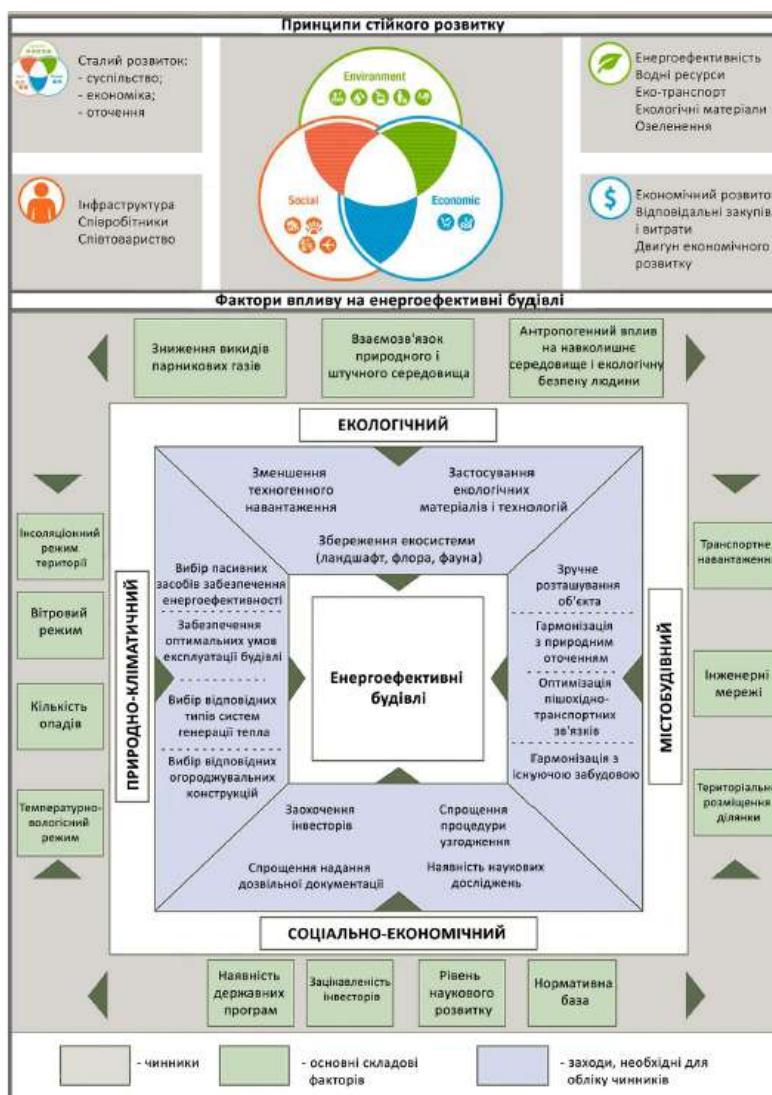 Принципи стійкого розвитку
Сталий розвиток:
- суспільство;
- економіка;
- оточення
Environment
Social
Economic
Енергоефективність
Водні ресурси
Еко-транспорт
Екологічні матеріали
Озеленення
Інфраструктура
Співробітники
Співтовариство
$
Економічний розвито
Відповідальні закупів
і витрати
Двигун економічного
розвитку
Фактори впливу на енергоефективні будівлі
Зниження викидів
парникових газів
Взаємозв'язок
природного і
штучного середовища
Антропогенний вплив
на навколишнє
середовище і екологічну
безпеку людини
ЕКОЛОГІЧНИЙ
Зменшення
техногенного
навантаження
Застосування
екологічних
матеріалів і технологій
Збереження екосистеми
(ландшафт, флора, фауна)
Інсоляціонний
режим
території
Вітровий
режим
Кількість
опадів
Температурно-
вологісний
режим
ПРИРОДНО-КЛІМАТИЧНИЙ
Вибір пасивних
засобів забезпечення
енергоефективності
Забезпечення
оптимальних умов
експлуатації будівлі
Вибір відповідних
типів систем
генерації тепла
Вибір відповідних
огороджувальних
конструкцій
Енергоефективні
будівлі
Зручне
розташування
об'єкта
Гармонізація
з природним
оточенням
Оптимізація
пішохідно-
транспортних
зв'язків
Гармонізація з
існуючою забудовою
МІСТОБУДІВНИЙ
Транспортне
навантаження
Інженерні
мережі
Територіальне
розміщення
ділянки
Заохочення
інвесторів
Спрощення
процедури
узгодження
Спрощення надання
дозвільної документації
Наявність наукових
досліджень
СОЦІАЛЬНО-ЕКОНОМІЧНИЙ
Наявність
державних
програм
Зацікавленість
інвесторів
Рівень
наукового
розвитку
Нормативна
база
- чинники
- основні складові
факторів
- заходи, необхідні для
обліку чинників